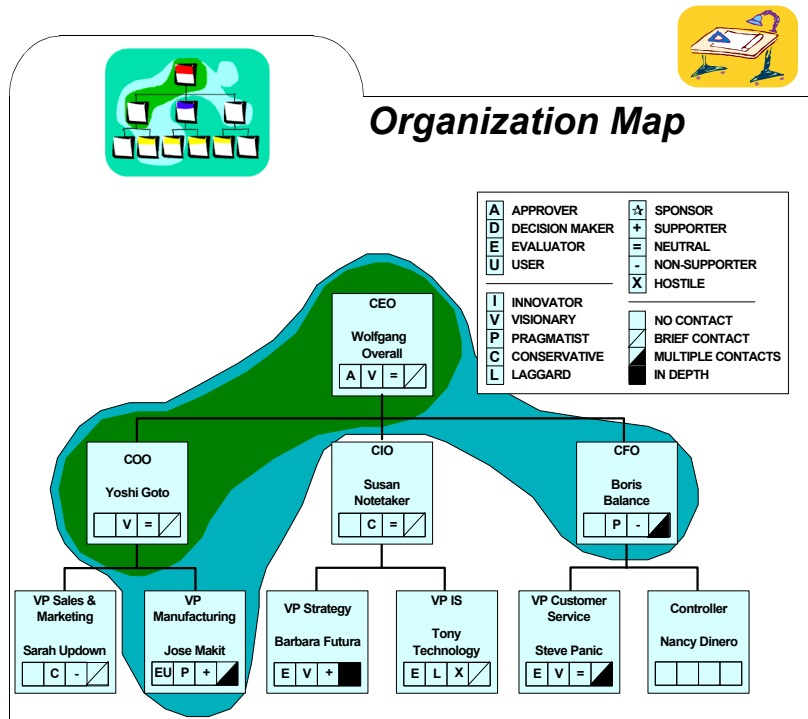 Organization Map
A APPROVER
D DECISION MAKER
E EVALUATOR
U USER
I INNOVATOR
V VISIONARY
P PRAGMATIST
C CONSERVATIVE
L LAGGARD
☆ SPONSOR
+ SUPPORTER
= NEUTRAL
- NON-SUPPORTER
X HOSTILE
NO CONTACT
BRIEF CONTACT
MULTIPLE CONTACTS
IN DEPTH
CEO
Wolfgang
Overall
A V =
COO
Yoshi Goto
V =
CIO
Susan
Notetaker
C =
CFO
Boris
Balance
P -
VP Sales &
Marketing
Sarah Updown
C -
VP
Manufacturing
Jose Makit
EU P +
VP Strategy
Barbara Futura
E V +
VP IS
Tony
Technology
E L X
VP Customer
Service
Steve Panic
E V =
Controller
Nancy Dinero